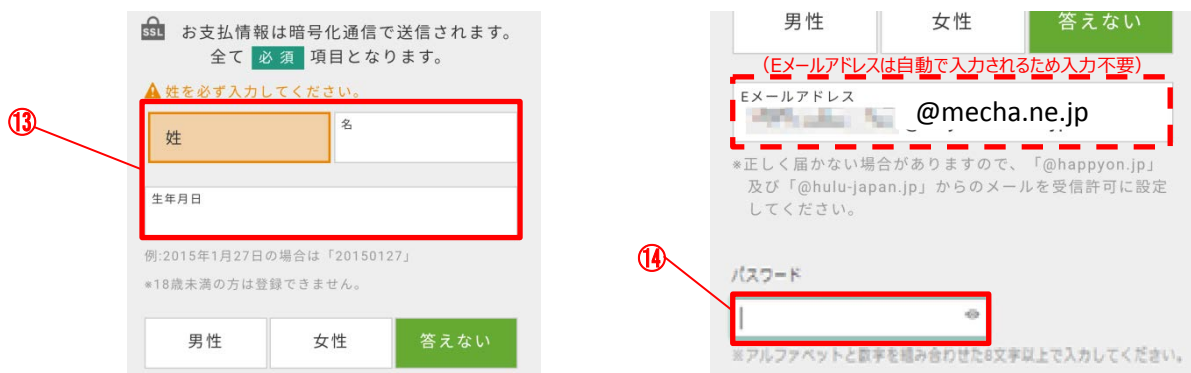 SSL お支払情報は暗号化通信で送信されます。
全て 必須 項目となります。
姓を必ず入力してください。
⑬
姓
名
生年月日
例:2015年1月27日の場合は「20150127」
*18歳未満の方は登録できません。
男性 女性 答えない
男性 女性 答えない
(Eメールアドレスは自動で入力されるため入力不要)
Eメールアドレス
@mecha.ne.jp
*正しく届かない場合がありますので、「@happyon.jp」
及び「@hulu-japan.jp」からのメールを受信許可に設定
してください。
⑭
パスワード
※アルファベットと数字を組み合わせた8文字以上で入力してください。